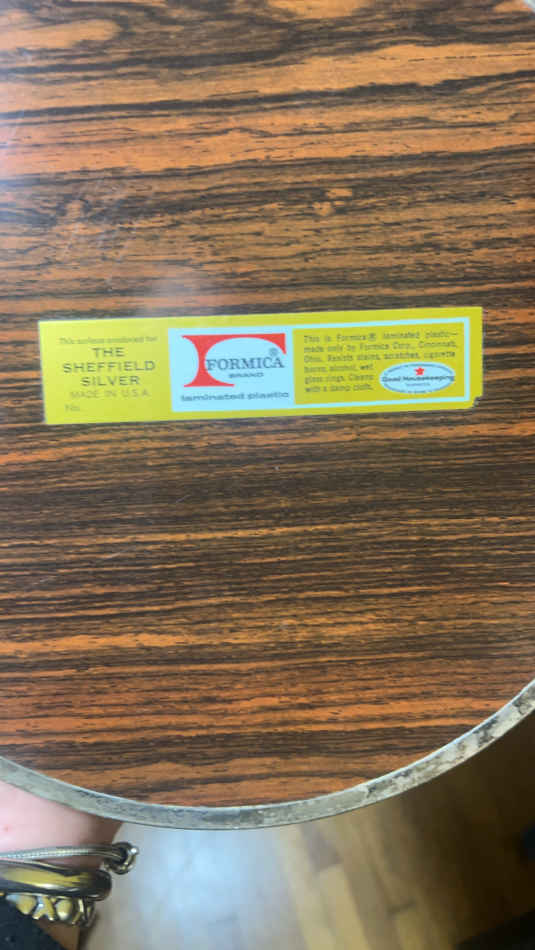 This surface produced for
THE
SHEFFIELD
SILVER
MADE IN U.S.A.
No.
FORMICA®
BRAND
laminated plastic
This is Formica® laminated plastic—
made only by Formica Corp., Cincinnati,
Ohio. Resists stains, scratches, cigarette
burns, alcohol, wet
glass rings. Cleans
with a damp cloth.
Good Housekeeping